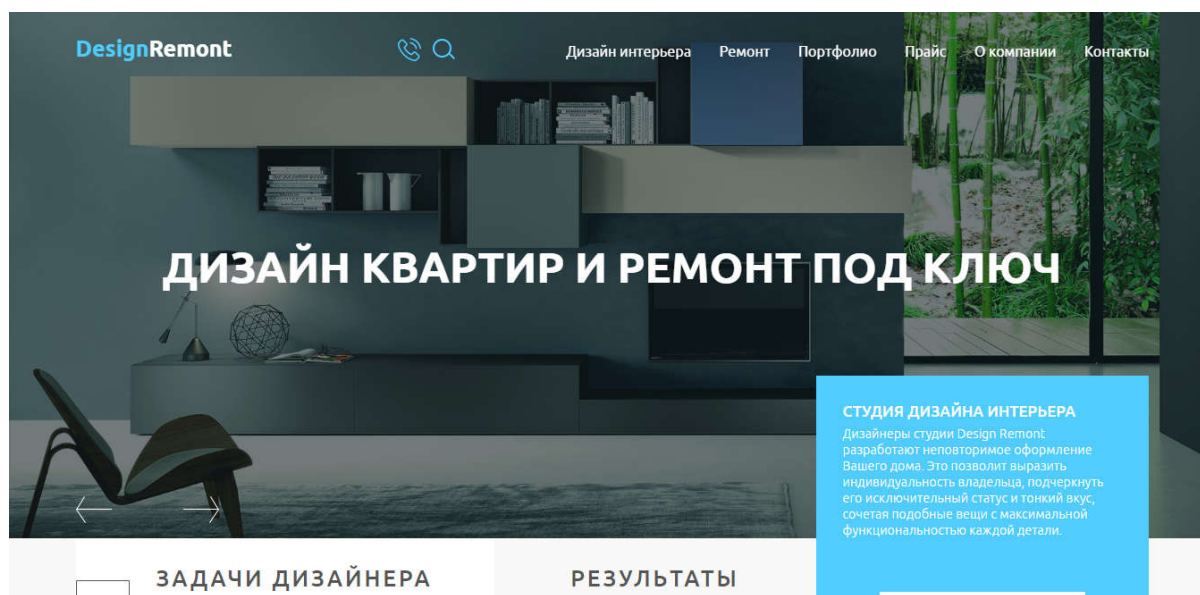 DesignRemont
Дизайн интерьера Ремонт Портфолио Прайс О компании Контакты
ДИЗАЙН КВАРТИР И РЕМОНТ ПОД КЛЮЧ
СТУДИЯ ДИЗАЙНА ИНТЕРЬЕРА
Дизайнеры студии Design Remont
разработают неповторимое оформление
Вашего дома. Это позволит выразить
индивидуальность владельца, подчеркнуть
его исключительный статус и тонкий вкус,
сочетая подобные вещи с максимальной
функциональностью каждой детали.
ЗАДАЧИ ДИЗАЙНЕРА
РЕЗУЛЬТАТЫ